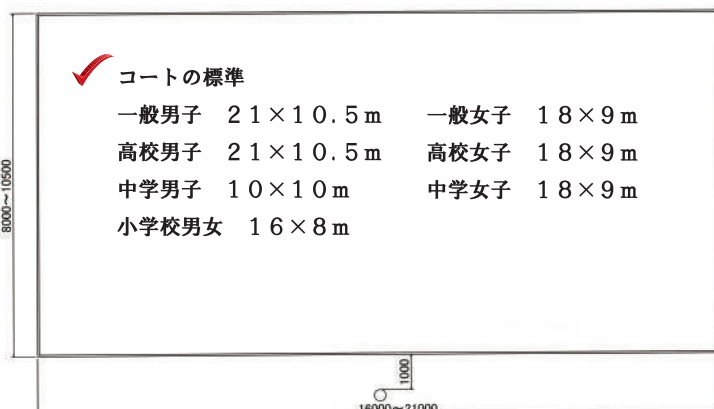 コートの標準
一般男子 21×10.5m 一般女子 18×9m
高校男子 21×10.5m 高校女子 18×9m
中学男子 10×10m 中学女子 18×9m
小学校男女 16×8m
8000~10500
1000
16000~21000